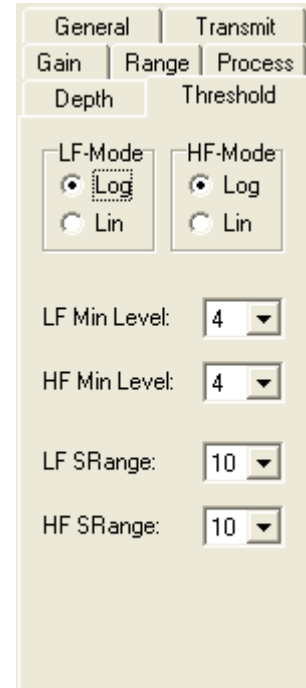 General Transmit
Gain Range Process
Depth Threshold
LF-Mode HF-Mode
Log Log
Lin Lin
LF Min Level: 4
HF Min Level: 4
LF SRange: 10
HF SRange: 10